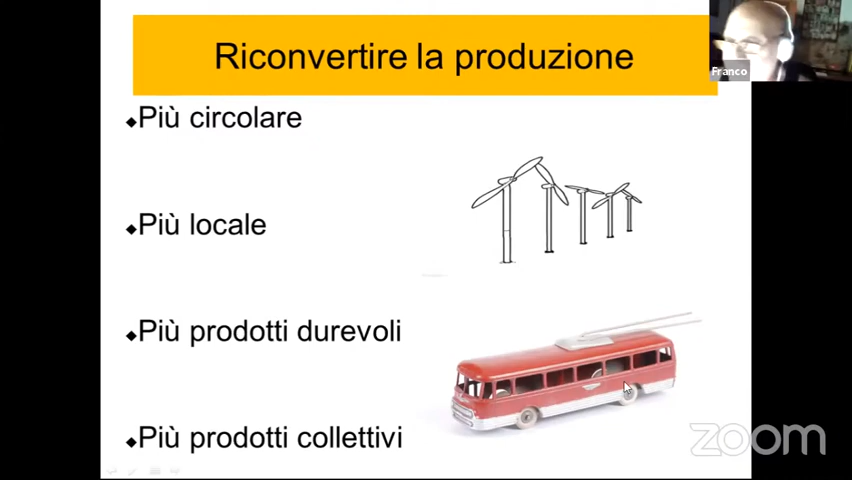 Riconvertire la produzione
Franco
Più circolare
Più locale
Più prodotti durevoli
Più prodotti collettivi
zoom